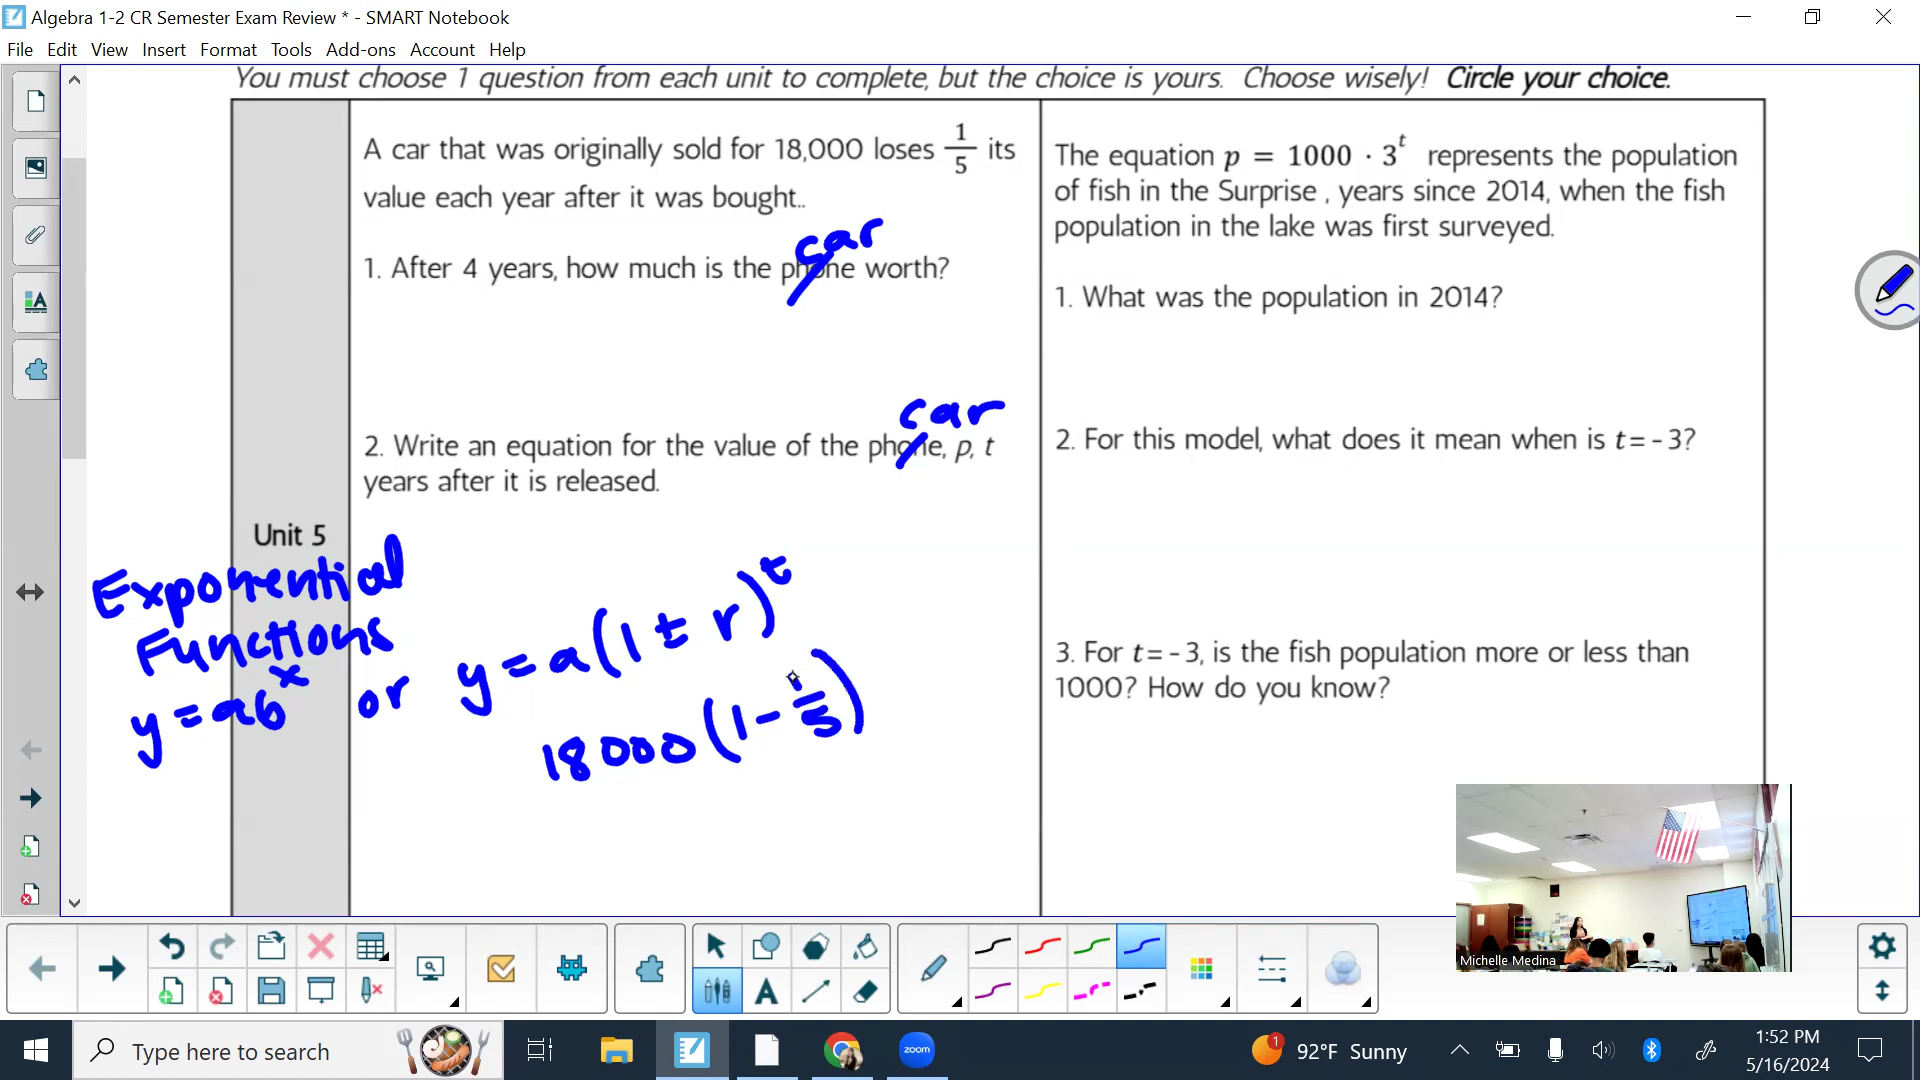 Algebra 1-2 CR Semester Exam Review * - SMART Notebook
File Edit View Insert Format Tools Add-ons Account Help
You must choose 1 question from each unit to complete, but the choice is yours. Choose wisely! Circle your choice.
Unit 5
Exponential
Functions
y = ab^x or y = a(1 ± r)^t
18000(1 - 1/5)
A car that was originally sold for 18,000 loses 1/5 its
value each year after it was bought..
car
1. After 4 years, how much is the phone worth?
car
2. Write an equation for the value of the phone, p, t
years after it is released.
The equation p = 1000 · 3^t represents the population
of fish in the Surprise , years since 2014, when the fish
population in the lake was first surveyed.
1. What was the population in 2014?
2. For this model, what does it mean when is t= -3?
3. For t= -3, is the fish population more or less than
1000? How do you know?
Michelle Medina
Type here to search
zoom
1
92°F Sunny
1:52 PM
5/16/2024